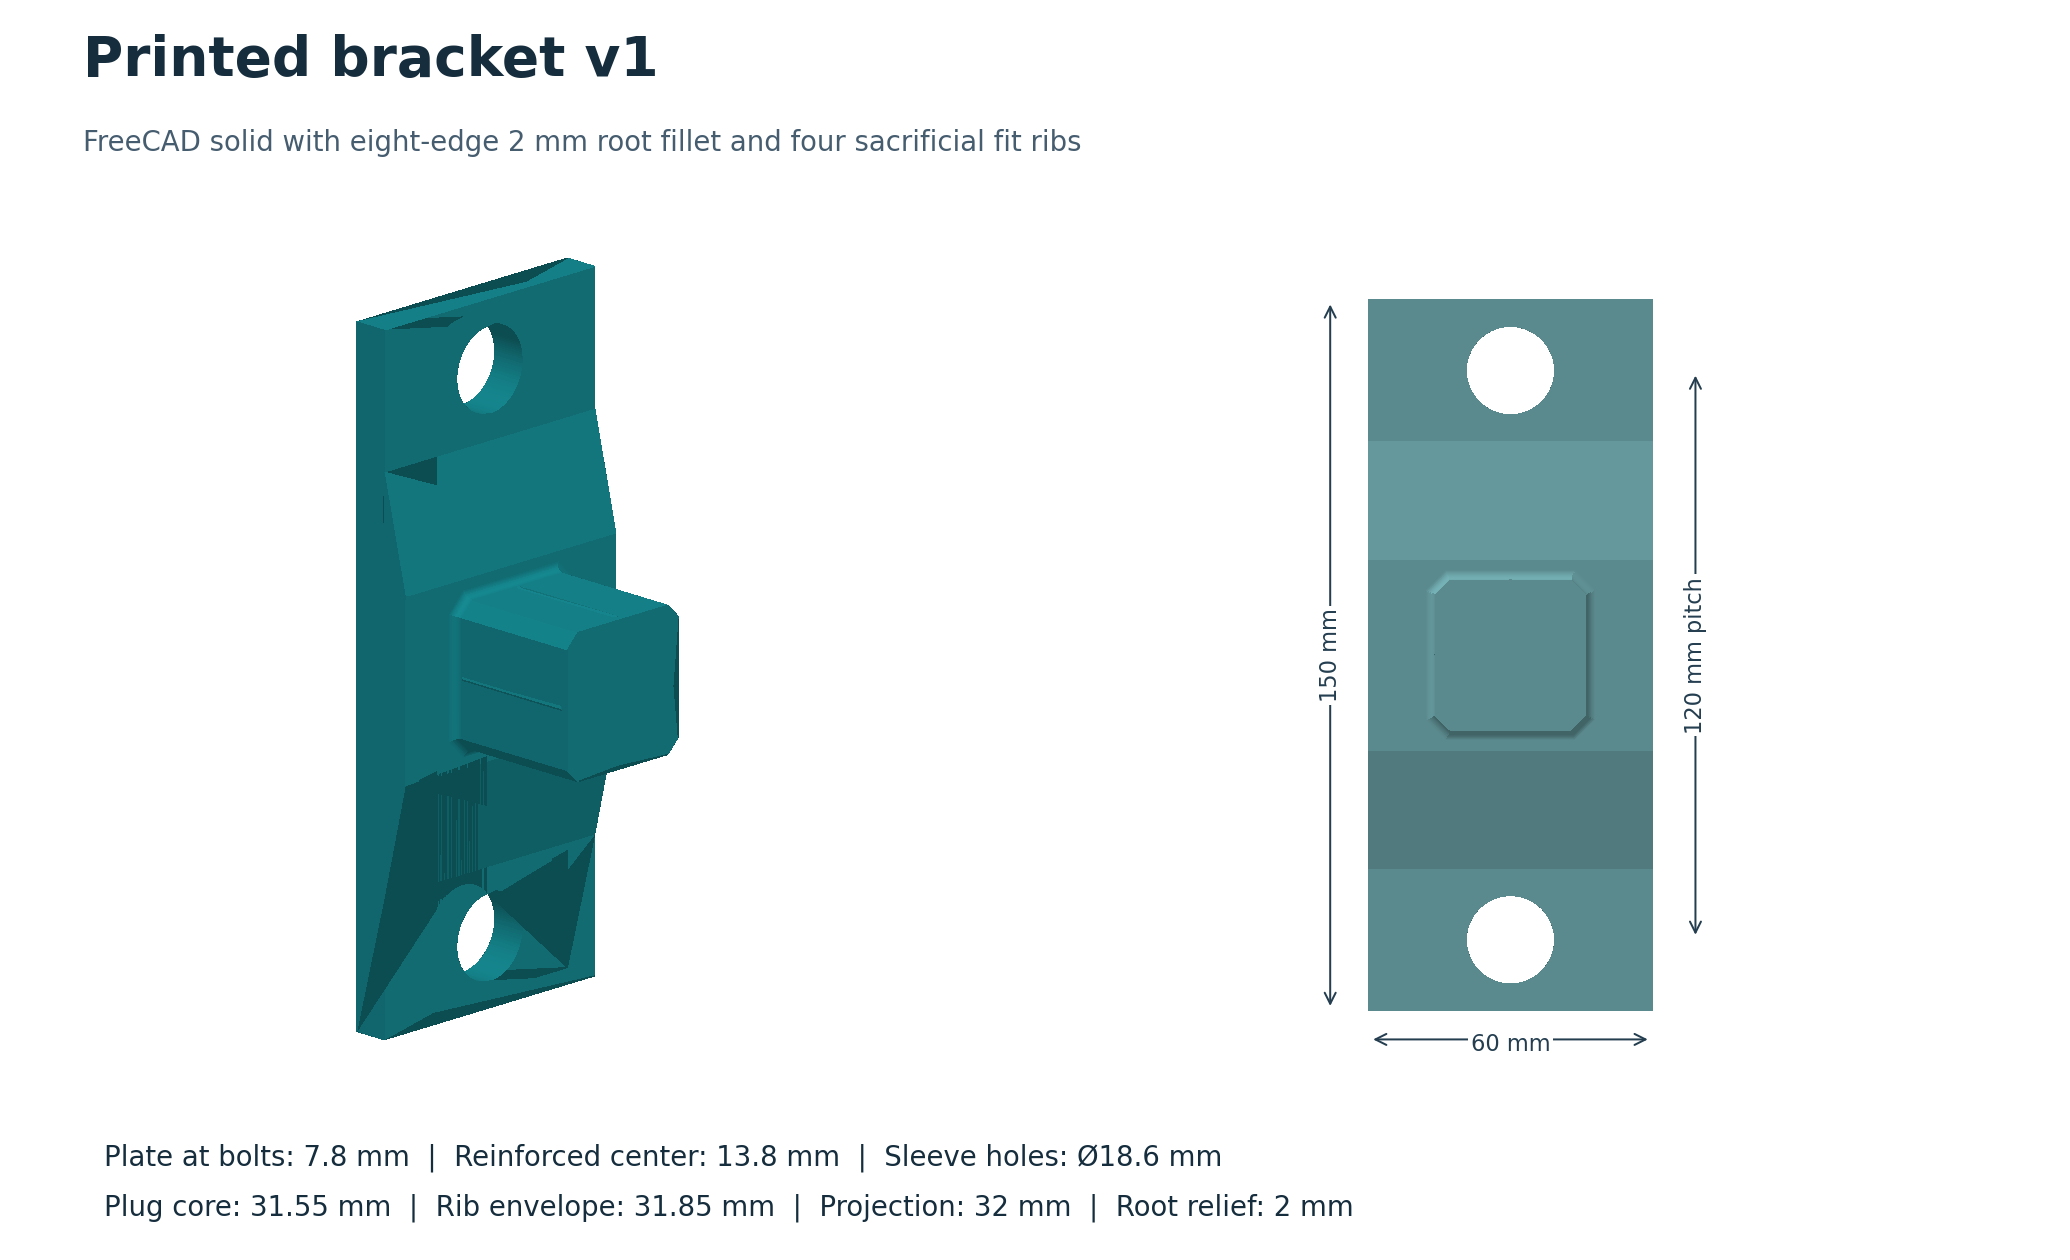 Printed bracket v1
FreeCAD solid with eight-edge 2 mm root fillet and four sacrificial fit ribs
150 mm
120 mm pitch
60 mm
Plate at bolts: 7.8 mm | Reinforced center: 13.8 mm | Sleeve holes: Ø18.6 mm
Plug core: 31.55 mm | Rib envelope: 31.85 mm | Projection: 32 mm | Root relief: 2 mm